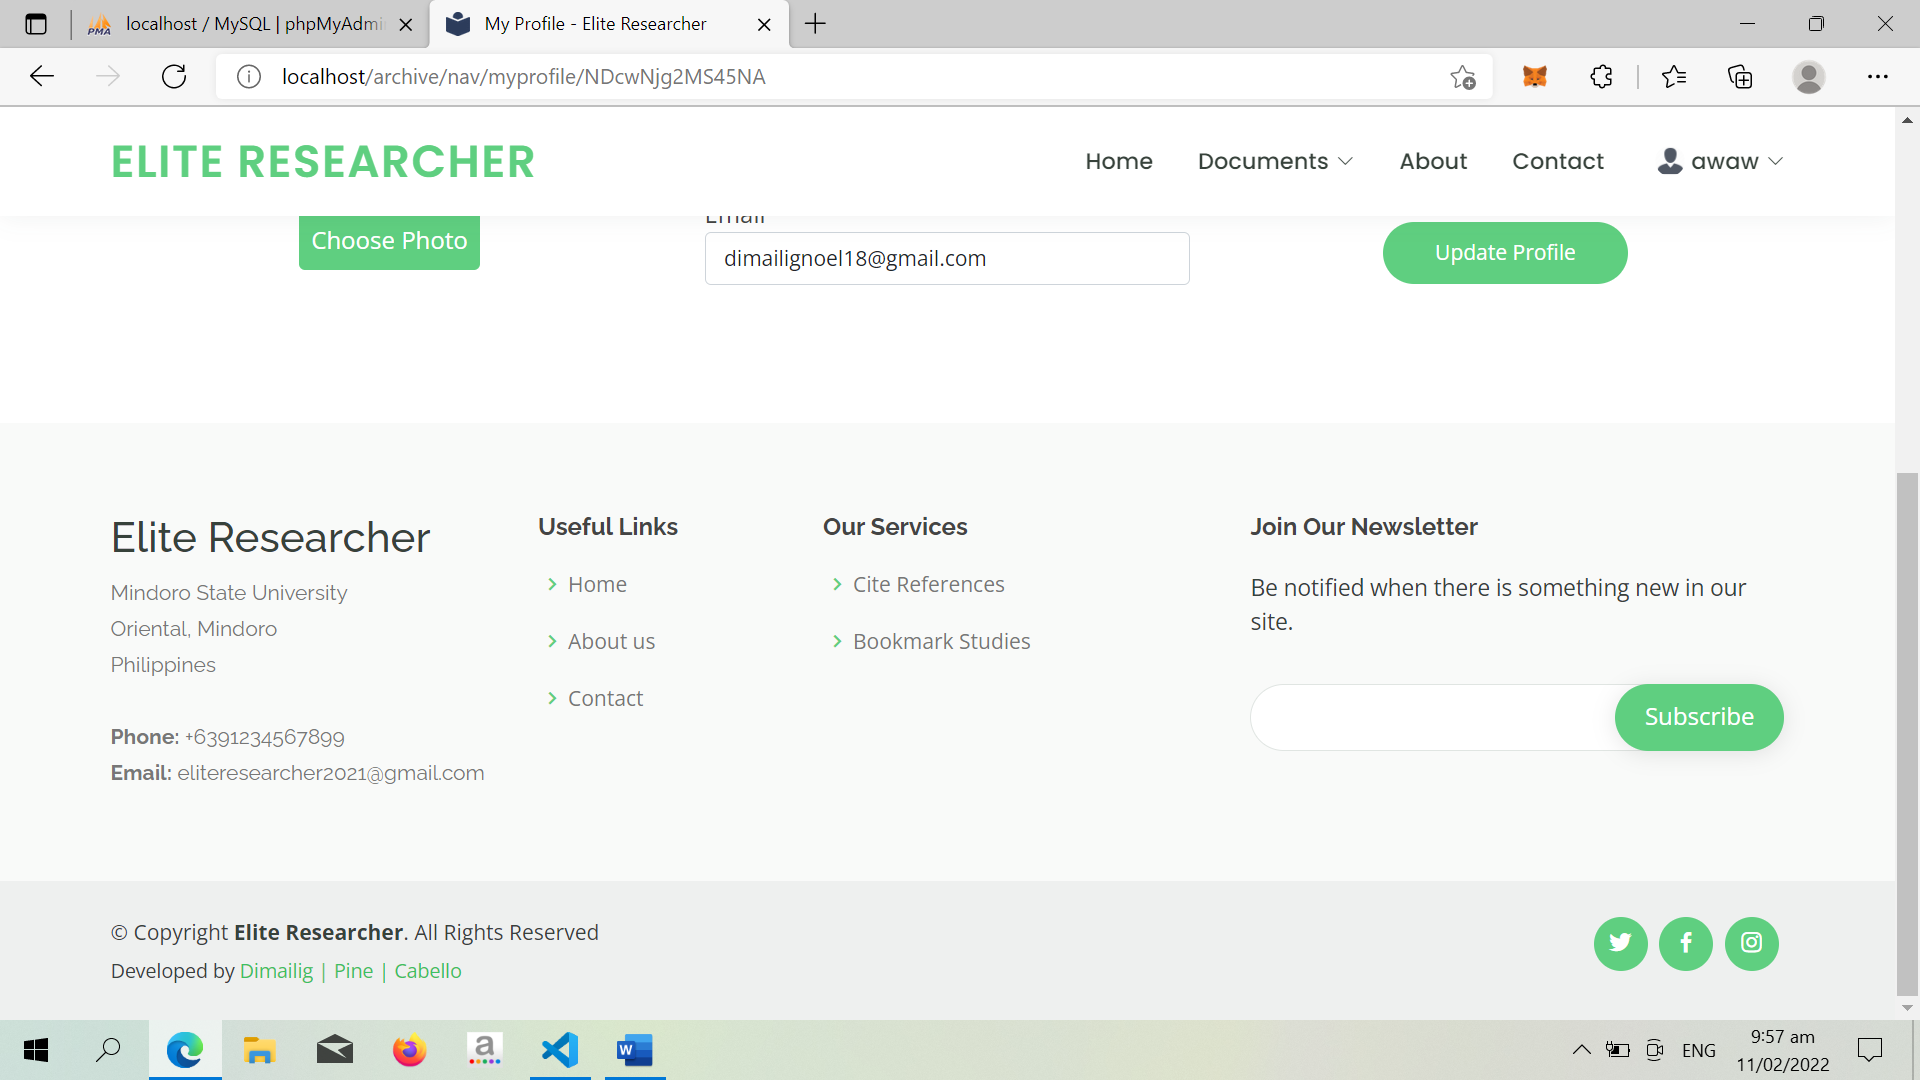 localhost / MySQL | phpMyAdmi
My Profile - Elite Researcher
localhost/archive/nav/myprofile/NDcwNjg2MS45NA
ELITE RESEARCHER
Home
Documents
About
Contact
awaw
Email
Choose Photo
dimailignoel18@gmail.com
Update Profile
Elite Researcher
Mindoro State University
Oriental, Mindoro
Philippines
Phone: +6391234567899
Email: eliteresearcher2021@gmail.com
Useful Links
Home
About us
Contact
Our Services
Cite References
Bookmark Studies
Join Our Newsletter
Be notified when there is something new in our
site.
Subscribe
© Copyright Elite Researcher. All Rights Reserved
Developed by Dimailig | Pine | Cabello
ENG
9:57 am
11/02/2022